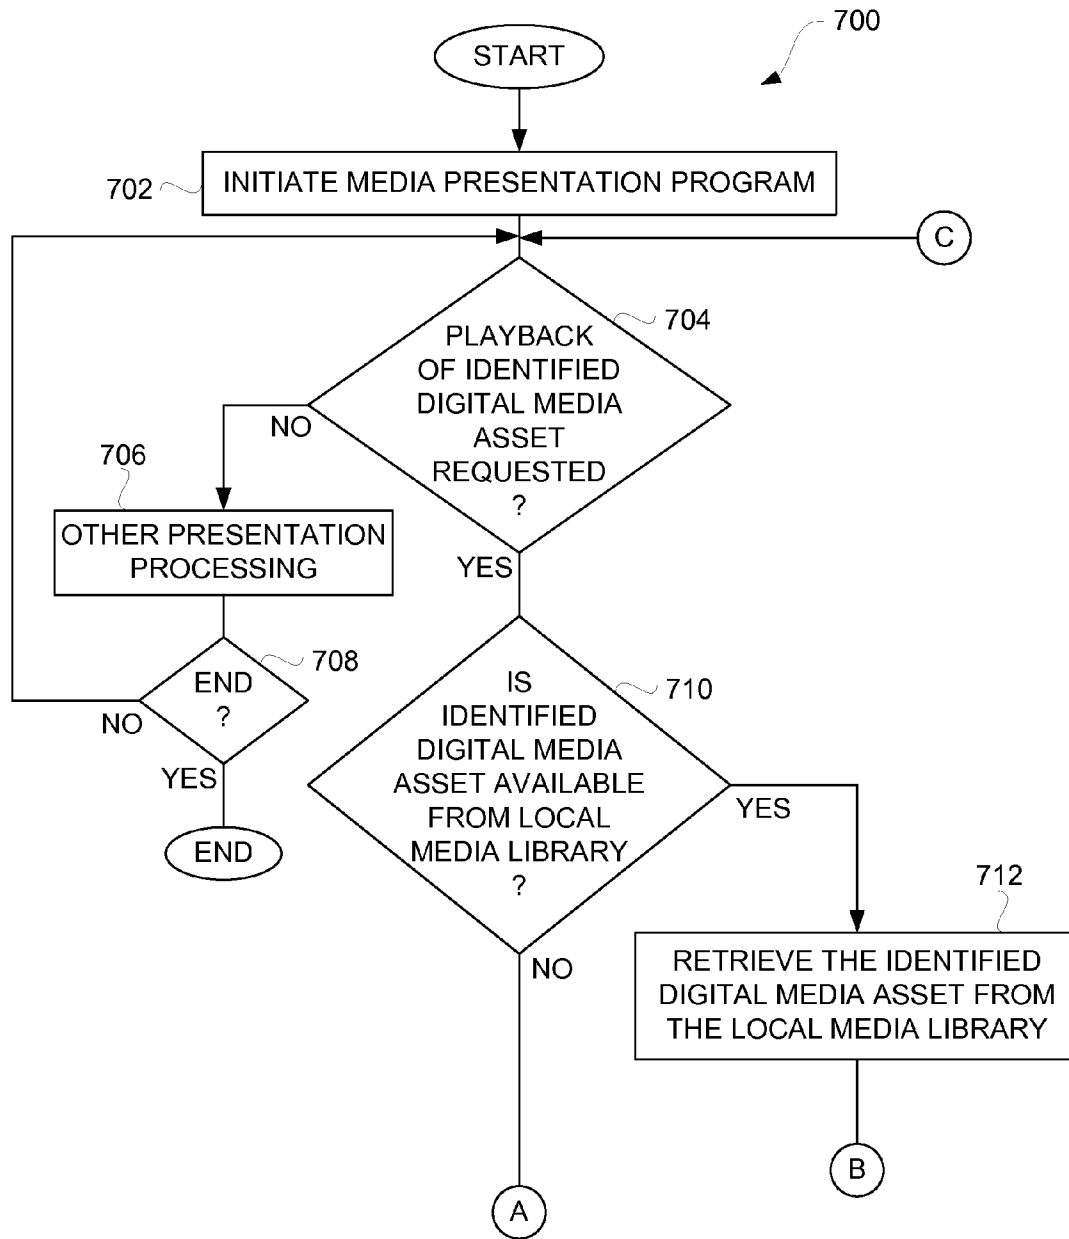 700
START
702
INITIATE MEDIA PRESENTATION PROGRAM
C
704
PLAYBACK
OF IDENTIFIED
DIGITAL MEDIA
ASSET
REQUESTED
?
NO
YES
706
OTHER PRESENTATION
PROCESSING
708
END
?
NO
YES
END
710
IS
IDENTIFIED
DIGITAL MEDIA
ASSET AVAILABLE
FROM LOCAL
MEDIA LIBRARY
?
YES
NO
712
RETRIEVE THE IDENTIFIED
DIGITAL MEDIA ASSET FROM
THE LOCAL MEDIA LIBRARY
B
A